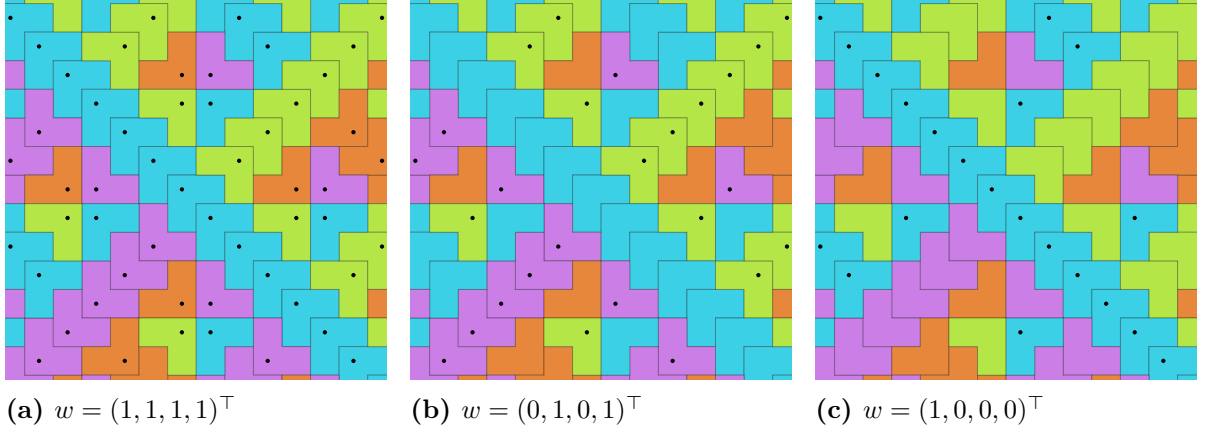 (a) w = (1, 1, 1, 1)⊤
(b) w = (0, 1, 0, 1)⊤
(c) w = (1, 0, 0, 0)⊤